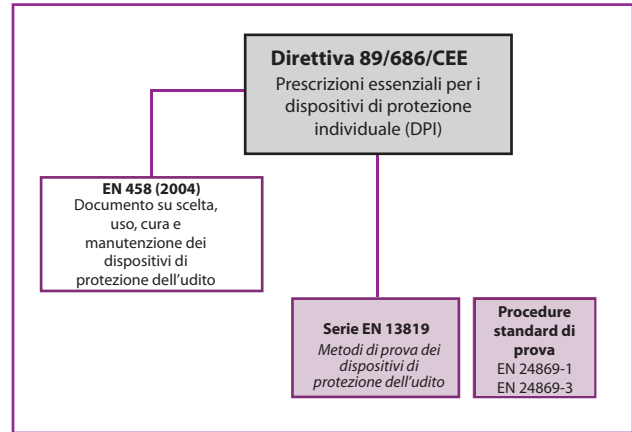 Direttiva 89/686/CEE
Prescrizioni essenziali per i
dispositivi di protezione
individuale (DPI)
EN 458 (2004)
Documento su scelta,
uso, cura e
manutenzione dei
dispositivi di
protezione dell'udito
Serie EN 13819
Metodi di prova dei
dispositivi di
protezione dell'udito
Procedure
standard di
prova
EN 24869-1
EN 24869-3